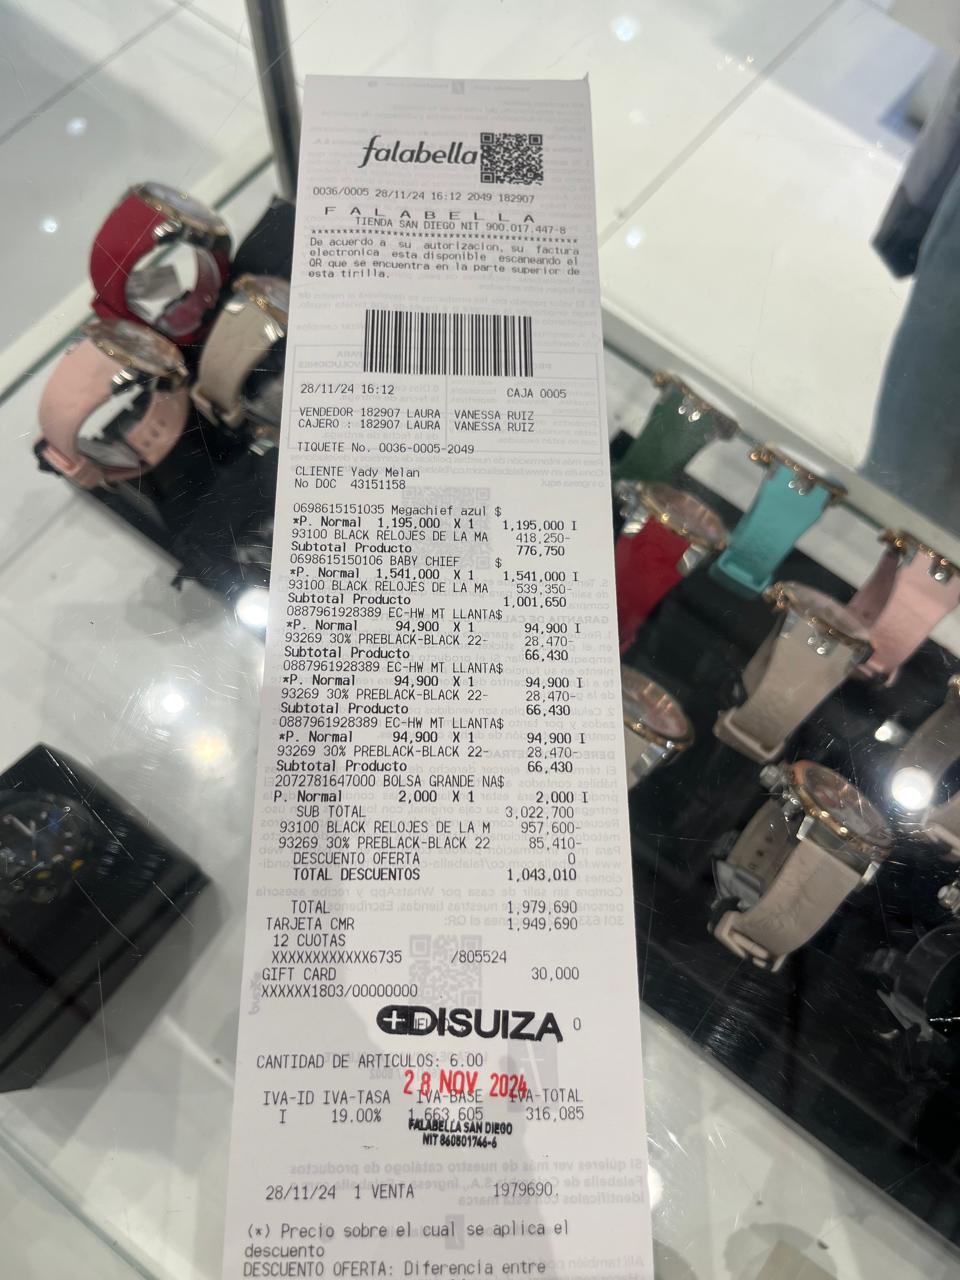 falabella
0036/0005 28/11/24 16:12 2049 182907
F A L A B E L L A
TIENDA SAN DIEGO NIT 900.017.447-8
******************************************
De acuerdo a su autorizacion, su factura
electronica esta disponible escaneando el
QR que se encuentra en la parte superior de
esta tirilla.
28/11/24 16:12 CAJA 0005
VENDEDOR 182907 LAURA VANESSA RUIZ
CAJERO : 182907 LAURA VANESSA RUIZ
TIQUETE No. 0036-0005-2049
CLIENTE Yady Melan
No DOC 43151158
0698615151035 Megachief azul $
*P. Normal 1,195,000 X 1 1,195,000 I
93100 BLACK RELOJES DE LA MA 418,250-
Subtotal Producto 776,750
0698615150106 BABY CHIEF $
*P. Normal 1,541,000 X 1 1,541,000 I
93100 BLACK RELOJES DE LA MA 539,350-
Subtotal Producto 1,001,650
0887961928389 EC-HW MT LLANTA$
*P. Normal 94,900 X 1 94,900 I
93269 30% PREBLACK-BLACK 22- 28,470-
Subtotal Producto 66,430
0887961928389 EC-HW MT LLANTA$
*P. Normal 94,900 X 1 94,900 I
93269 30% PREBLACK-BLACK 22- 28,470-
Subtotal Producto 66,430
0887961928389 EC-HW MT LLANTA$
*P. Normal 94,900 X 1 94,900 I
93269 30% PREBLACK-BLACK 22- 28,470-
Subtotal Producto 66,430
2072781647000 BOLSA GRANDE NA$
P. Normal 2,000 X 1 2,000 I
SUB TOTAL 3,022,700
93100 BLACK RELOJES DE LA M 957,600-
93269 30% PREBLACK-BLACK 22 85,410-
DESCUENTO OFERTA 0
TOTAL DESCUENTOS 1,043,010
TOTAL 1,979,690
TARJETA CMR 1,949,690
12 CUOTAS
XXXXXXXXXXXX6735 /805524
GIFT CARD 30,000
XXXXXX1803/00000000
DISUIZA 0
CANTIDAD DE ARTICULOS: 6.00
28 NOV 2024
IVA-ID IVA-TASA IVA-BASE IVA-TOTAL
I 19.00% 1,663,605 316,085
FALABELLA SAN DIEGO
NIT 860801746-6
28/11/24 1 VENTA 1979690.
(*) Precio sobre el cual se aplica el
descuento
DESCUENTO OFERTA: Diferencia entre